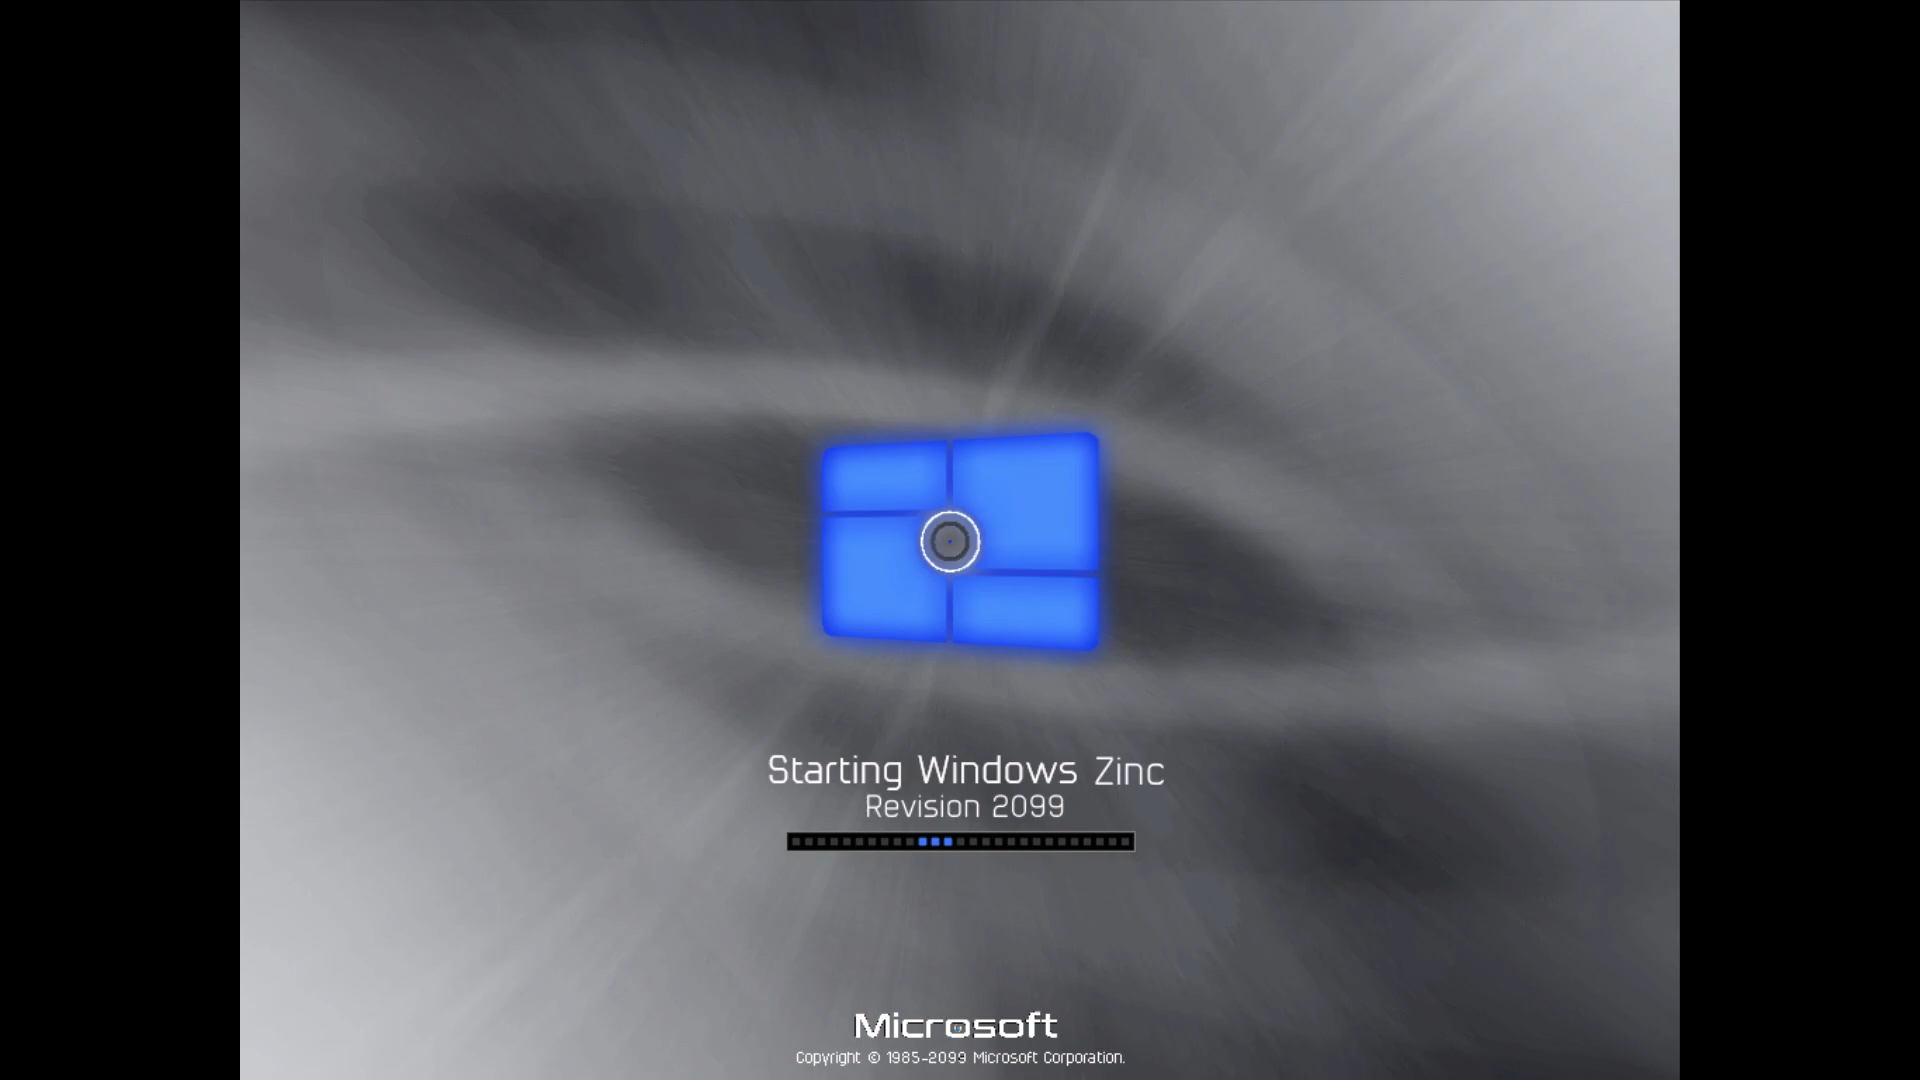 Starting Windows Zinc
Revision 2099
Microsoft
Copyright © 1985-2099 Microsoft Corporation.